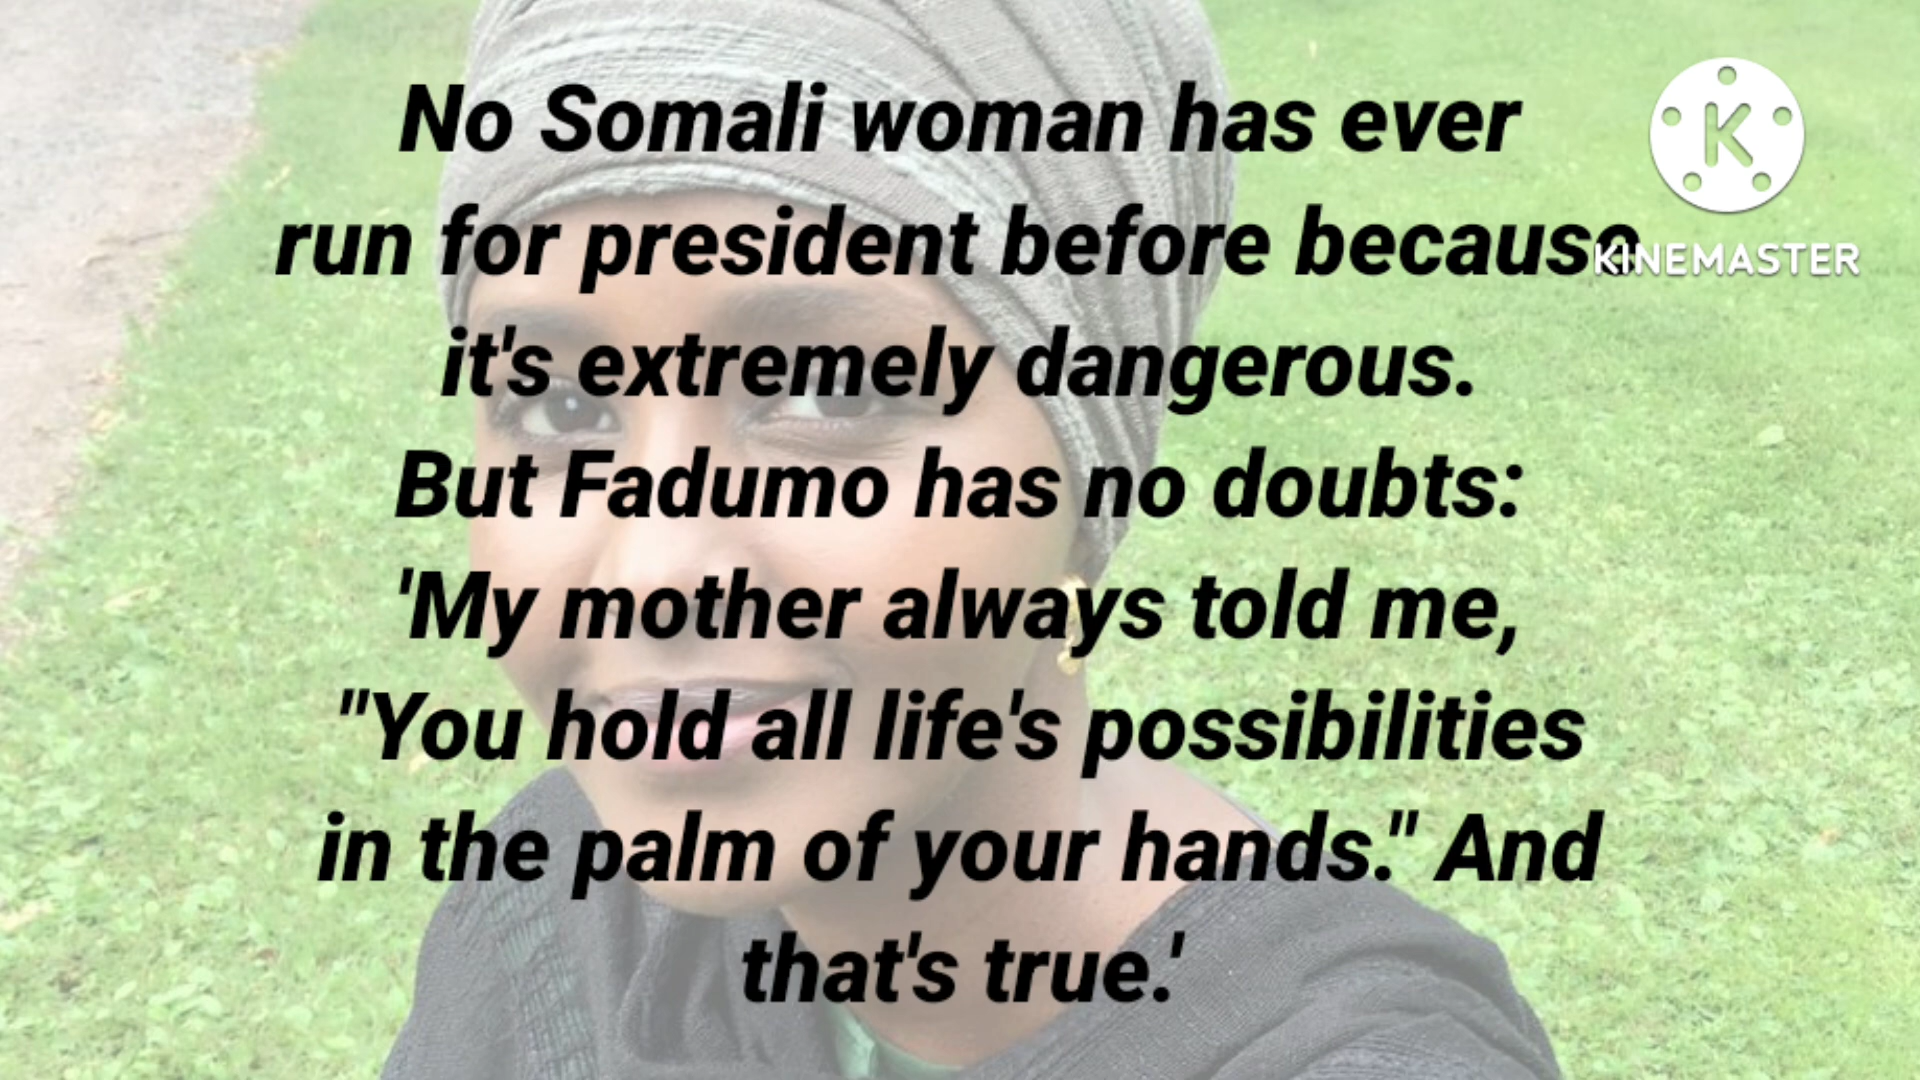 No Somali woman has ever
run for president before because
it's extremely dangerous.
But Fadumo has no doubts:
'My mother always told me,
"You hold all life's possibilities
in the palm of your hands." And
that's true.'
K
KINEMASTER